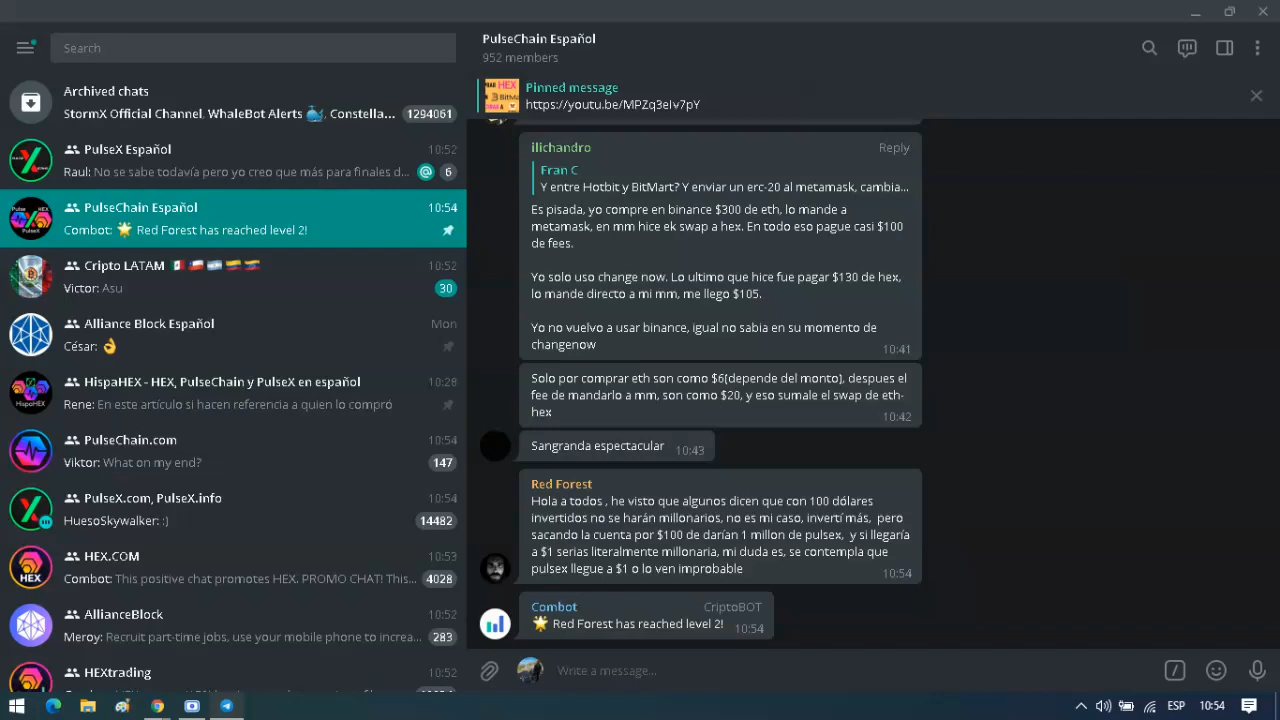 Search
Archived chats
StormX Official Channel, WhaleBot Alerts 🐳, Constella... 1294061
PulseX Español 10:52
Raul: No se sabe todavía pero yo creo que más para finales d... @ 6
PulseChain Español 10:54
Combot: 🌟 Red Forest has reached level 2!
Cripto LATAM 🇲🇽🇨🇱🇦🇷🇨🇴🇻🇪 10:52
Victor: Asu 30
Alliance Block Español Mon
César: 👌
HispaHEX - HEX, PulseChain y PulseX en español 10:28
Rene: En este artículo si hacen referencia a quien lo compró
PulseChain.com 10:54
Viktor: What on my end? 147
PulseX.com, PulseX.info 10:54
HuesoSkywalker: :) 14482
HEX.COM 10:53
Combot: This positive chat promotes HEX. PROMO CHAT! This... 4028
AllianceBlock 10:52
Meroy: Recruit part-time jobs, use your mobile phone to increa... 283
HEXtrading 10:52
PulseChain Español
952 members
Pinned message
https://youtu.be/MPZq3eIv7pY
ilichandro Reply
Fran C
Y entre Hotbit y BitMart? Y enviar un erc-20 al metamask, cambia...
Es pisada, yo compre en binance $300 de eth, lo mande a
metamask, en mm hice ek swap a hex. En todo eso pague casi $100
de fees.
Yo solo uso change now. Lo ultimo que hice fue pagar $130 de hex,
lo mande directo a mi mm, me llego $105.
Yo no vuelvo a usar binance, igual no sabia en su momento de
changenow 10:41
Solo por comprar eth son como $6(depende del monto), despues el
fee de mandarlo a mm, son como $20, y eso sumale el swap de eth-
hex 10:42
Sangranda espectacular 10:43
Red Forest
Hola a todos , he visto que algunos dicen que con 100 dólares
invertidos no se harán millonarios, no es mi caso, invertí más, pero
sacando la cuenta por $100 de darían 1 millon de pulsex, y si llegaría
a $1 serias literalmente millonaria, mi duda es, se contempla que
pulsex llegue a $1 o lo ven improbable 10:54
Combot CriptoBOT
🌟 Red Forest has reached level 2! 10:54
Write a message...
ESP 10:54